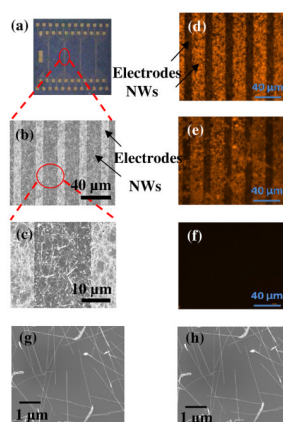 (a)
(d)
Electrodes
NWs
40 µm
(b)
Electrodes
NWs
40 µm
(e)
40 µm
(c)
10 µm
(f)
40 µm
(g)
1 µm
(h)
1 µm